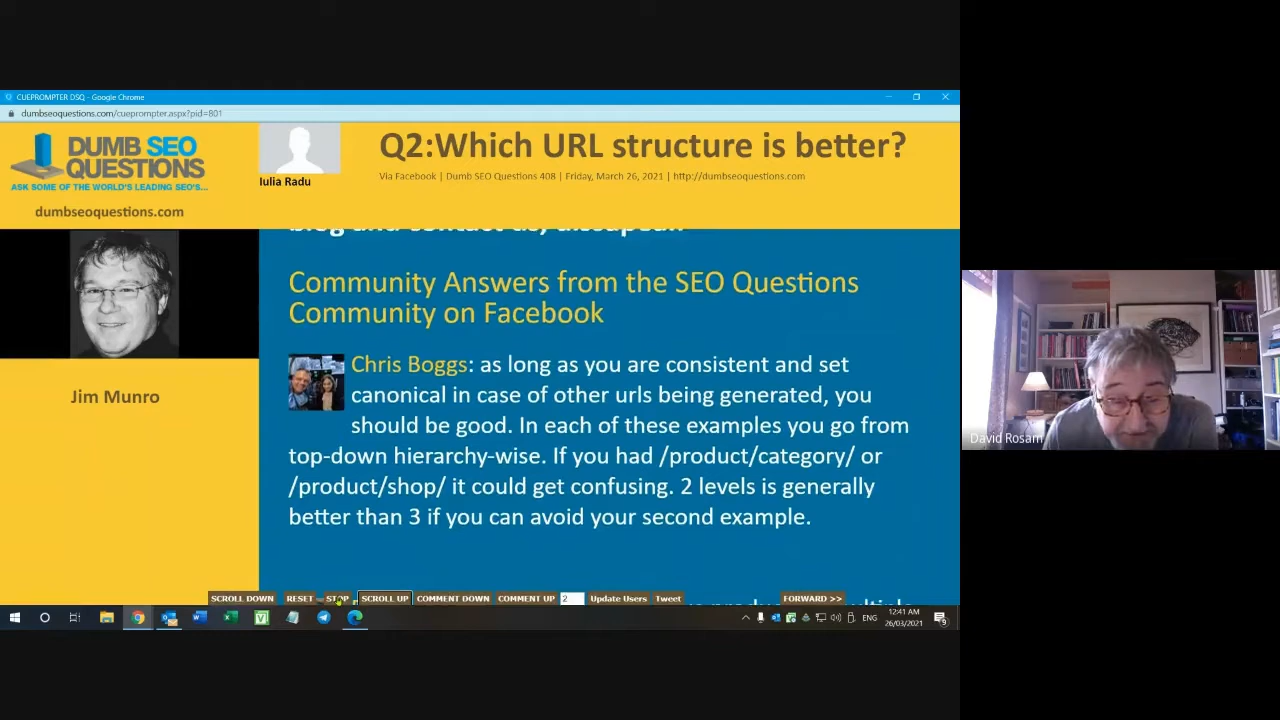 CUEPROMPTER DSQ - Google Chrome
dumbseoquestions.com/cueprompter.aspx?pid=801
DUMB SEO
QUESTIONS
ASK SOME OF THE WORLD'S LEADING SEO'S...
dumbseoquestions.com
Iulia Radu
Q2:Which URL structure is better?
Via Facebook | Dumb SEO Questions 408 | Friday, March 26, 2021 | http://dumbseoquestions.com
Jim Munro
blog and contact us, disapear.
Community Answers from the SEO Questions
Community on Facebook
Chris Boggs: as long as you are consistent and set
canonical in case of other urls being generated, you
should be good. In each of these examples you go from
top-down hierarchy-wise. If you had /product/category/ or
/product/shop/ it could get confusing. 2 levels is generally
better than 3 if you can avoid your second example.
SCROLL DOWN
RESET
STOP
SCROLL UP
COMMENT DOWN
COMMENT UP
2
Update Users
Tweet
FORWARD >>
ENG
12:41 AM
26/03/2021
David Rosam